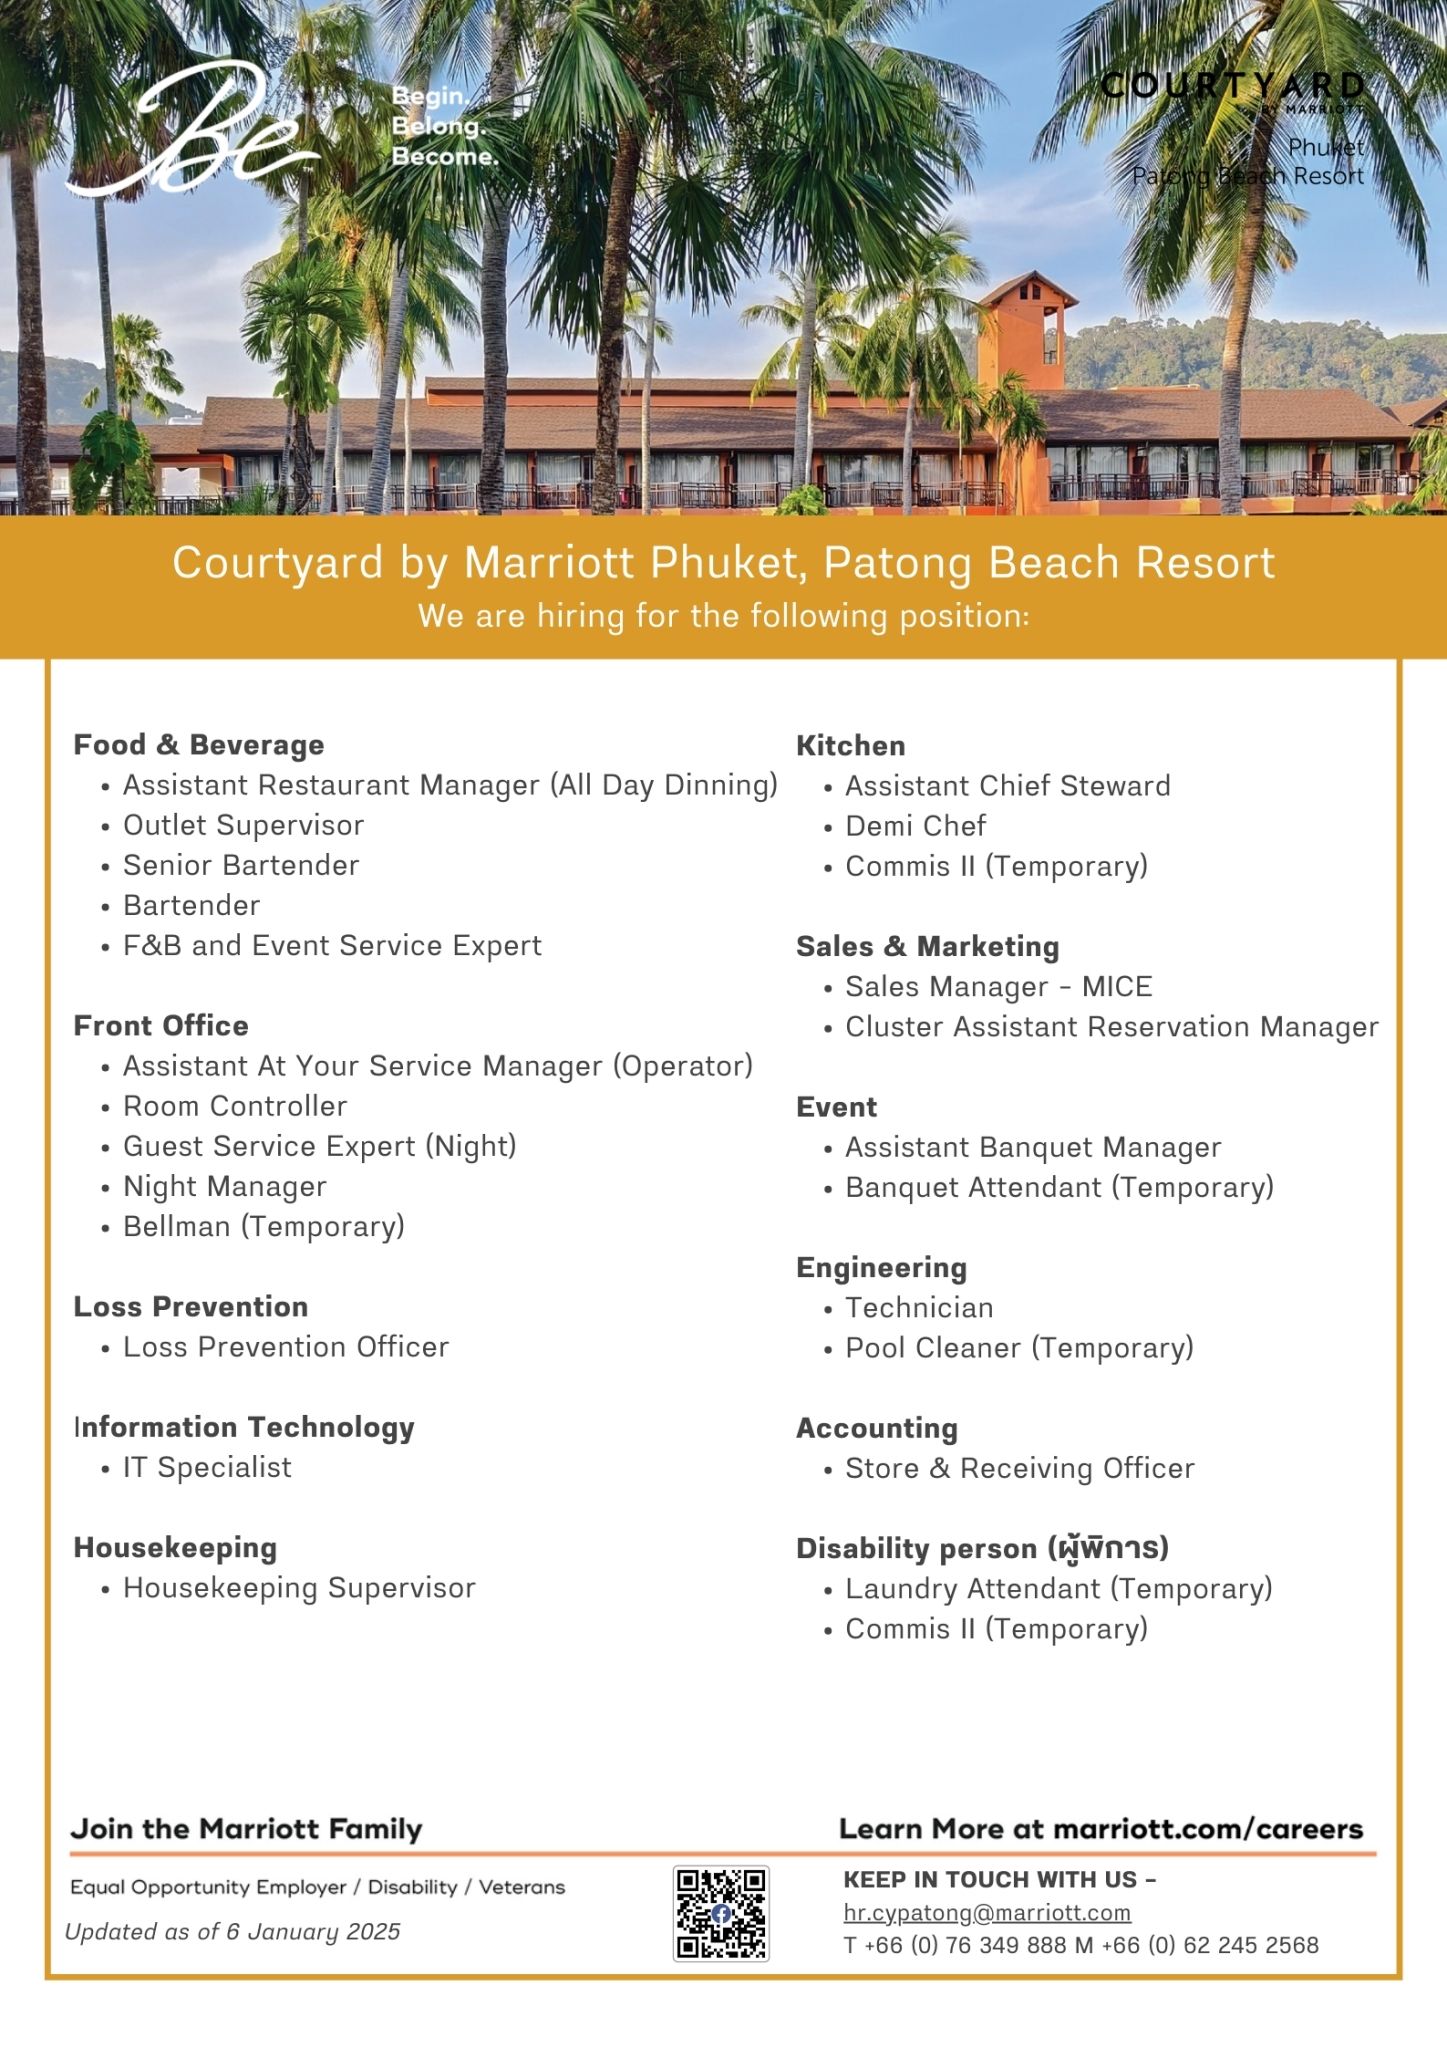 Be
Begin.
Belong.
Become.
COURTYARD
BY MARRIOTT
Phuket
Patong Beach Resort
Courtyard by Marriott Phuket, Patong Beach Resort
We are hiring for the following position:
Food & Beverage
• Assistant Restaurant Manager (All Day Dinning)
• Outlet Supervisor
• Senior Bartender
• Bartender
• F&B and Event Service Expert
Front Office
• Assistant At Your Service Manager (Operator)
• Room Controller
• Guest Service Expert (Night)
• Night Manager
• Bellman (Temporary)
Loss Prevention
• Loss Prevention Officer
Information Technology
• IT Specialist
Housekeeping
• Housekeeping Supervisor
Kitchen
• Assistant Chief Steward
• Demi Chef
• Commis II (Temporary)
Sales & Marketing
• Sales Manager - MICE
• Cluster Assistant Reservation Manager
Event
• Assistant Banquet Manager
• Banquet Attendant (Temporary)
Engineering
• Technician
• Pool Cleaner (Temporary)
Accounting
• Store & Receiving Officer
Disability person (ผู้พิการ)
• Laundry Attendant (Temporary)
• Commis II (Temporary)
Join the Marriott Family
Equal Opportunity Employer / Disability / Veterans
Updated as of 6 January 2025
Learn More at marriott.com/careers
KEEP IN TOUCH WITH US -
hr.cypatong@marriott.com
T +66 (0) 76 349 888 M +66 (0) 62 245 2568